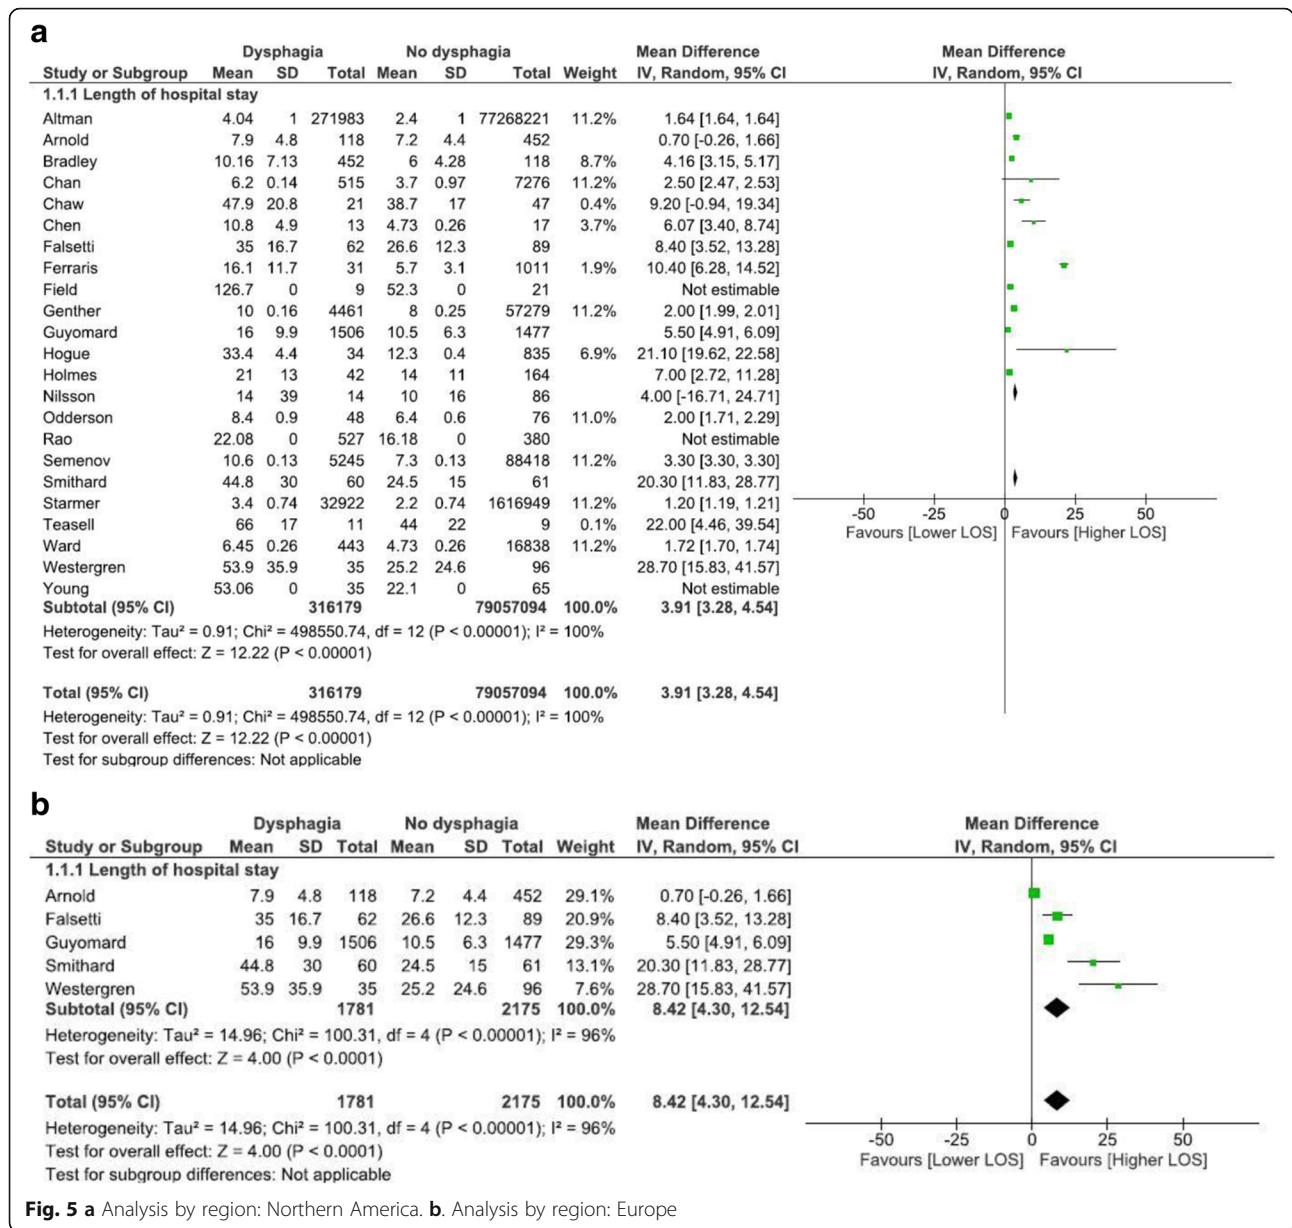 a
Dysphagia No dysphagia Mean Difference Mean Difference
Study or Subgroup Mean SD Total Mean SD Total Weight IV, Random, 95% CI IV, Random, 95% CI
1.1.1 Length of hospital stay
Altman 4.04 1 271983 2.4 1 77268221 11.2% 1.64 [1.64, 1.64]
Arnold 7.9 4.8 118 7.2 4.4 452 0.70 [-0.26, 1.66]
Bradley 10.16 7.13 452 6 4.28 118 8.7% 4.16 [3.15, 5.17]
Chan 6.2 0.14 515 3.7 0.97 7276 11.2% 2.50 [2.47, 2.53]
Chaw 47.9 20.8 21 38.7 17 47 0.4% 9.20 [-0.94, 19.34]
Chen 10.8 4.9 13 4.73 0.26 17 3.7% 6.07 [3.40, 8.74]
Falsetti 35 16.7 62 26.6 12.3 89 8.40 [3.52, 13.28]
Ferraris 16.1 11.7 31 5.7 3.1 1011 1.9% 10.40 [6.28, 14.52]
Field 126.7 0 9 52.3 0 21 Not estimable
Genther 10 0.16 4461 8 0.25 57279 11.2% 2.00 [1.99, 2.01]
Guyomard 16 9.9 1506 10.5 6.3 1477 5.50 [4.91, 6.09]
Hogue 33.4 4.4 34 12.3 0.4 835 6.9% 21.10 [19.62, 22.58]
Holmes 21 13 42 14 11 164 7.00 [2.72, 11.28]
Nilsson 14 39 14 10 16 86 4.00 [-16.71, 24.71]
Odderson 8.4 0.9 48 6.4 0.6 76 11.0% 2.00 [1.71, 2.29]
Rao 22.08 0 527 16.18 0 380 Not estimable
Semenov 10.6 0.13 5245 7.3 0.13 88418 11.2% 3.30 [3.30, 3.30]
Smithard 44.8 30 60 24.5 15 61 20.30 [11.83, 28.77]
Starmer 3.4 0.74 32922 2.2 0.74 1616949 11.2% 1.20 [1.19, 1.21]
Teasell 66 17 11 44 22 9 0.1% 22.00 [4.46, 39.54]
Ward 6.45 0.26 443 4.73 0.26 16838 11.2% 1.72 [1.70, 1.74]
Westergren 53.9 35.9 35 25.2 24.6 96 28.70 [15.83, 41.57]
Young 53.06 0 35 22.1 0 65 Not estimable
Subtotal (95% CI) 316179 79057094 100.0% 3.91 [3.28, 4.54]
Heterogeneity: Tau² = 0.91; Chi² = 498550.74, df = 12 (P < 0.00001); I² = 100%
Test for overall effect: Z = 12.22 (P < 0.00001)
Total (95% CI) 316179 79057094 100.0% 3.91 [3.28, 4.54]
Heterogeneity: Tau² = 0.91; Chi² = 498550.74, df = 12 (P < 0.00001); I² = 100%
Test for overall effect: Z = 12.22 (P < 0.00001)
Test for subgroup differences: Not applicable
-50 -25 0 25 50
Favours [Lower LOS] Favours [Higher LOS]
b
Dysphagia No dysphagia Mean Difference Mean Difference
Study or Subgroup Mean SD Total Mean SD Total Weight IV, Random, 95% CI IV, Random, 95% CI
1.1.1 Length of hospital stay
Arnold 7.9 4.8 118 7.2 4.4 452 29.1% 0.70 [-0.26, 1.66]
Falsetti 35 16.7 62 26.6 12.3 89 20.9% 8.40 [3.52, 13.28]
Guyomard 16 9.9 1506 10.5 6.3 1477 29.3% 5.50 [4.91, 6.09]
Smithard 44.8 30 60 24.5 15 61 13.1% 20.30 [11.83, 28.77]
Westergren 53.9 35.9 35 25.2 24.6 96 7.6% 28.70 [15.83, 41.57]
Subtotal (95% CI) 1781 2175 100.0% 8.42 [4.30, 12.54]
Heterogeneity: Tau² = 14.96; Chi² = 100.31, df = 4 (P < 0.00001); I² = 96%
Test for overall effect: Z = 4.00 (P < 0.0001)
Total (95% CI) 1781 2175 100.0% 8.42 [4.30, 12.54]
Heterogeneity: Tau² = 14.96; Chi² = 100.31, df = 4 (P < 0.00001); I² = 96%
Test for overall effect: Z = 4.00 (P < 0.0001)
Test for subgroup differences: Not applicable
-50 -25 0 25 50
Favours [Lower LOS] Favours [Higher LOS]
Fig. 5 a Analysis by region: Northern America. b. Analysis by region: Europe